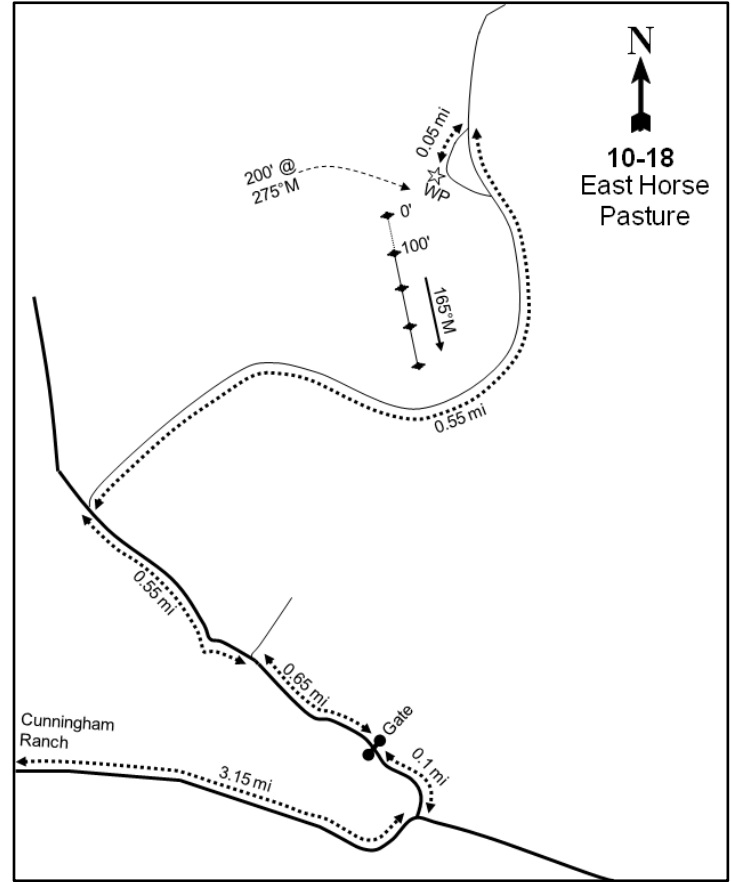 N
10-18
East Horse
Pasture
0.05 mi
200' @
275°M
WP
0'
100'
165°M
0.55 mi
0.55 mi
0.65 mi
Gate
0.1 mi
Cunningham
Ranch
3.15 mi